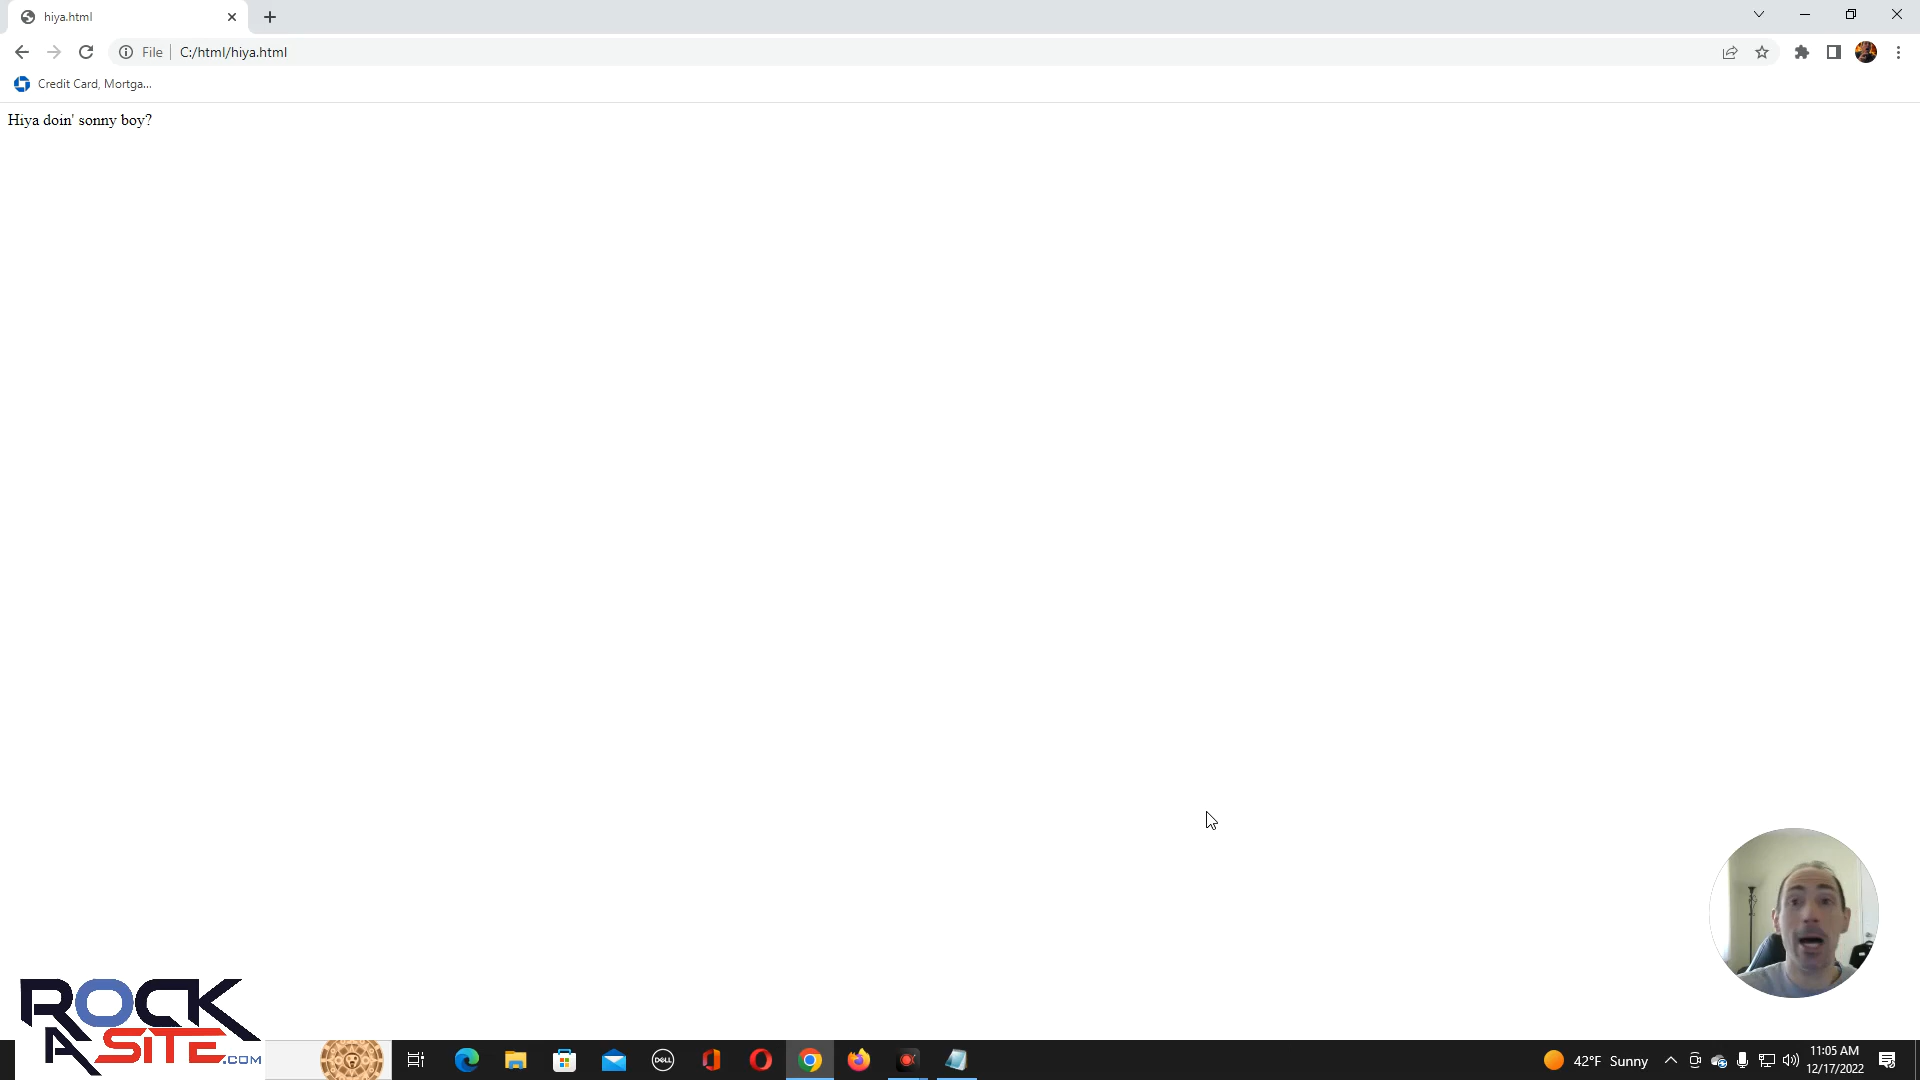 hiya.html
File
C:/html/hiya.html
Credit Card, Mortga...
Hiya doin' sonny boy?
ROCK
A SITE.COM
DELL
42°F Sunny
11:05 AM
12/17/2022